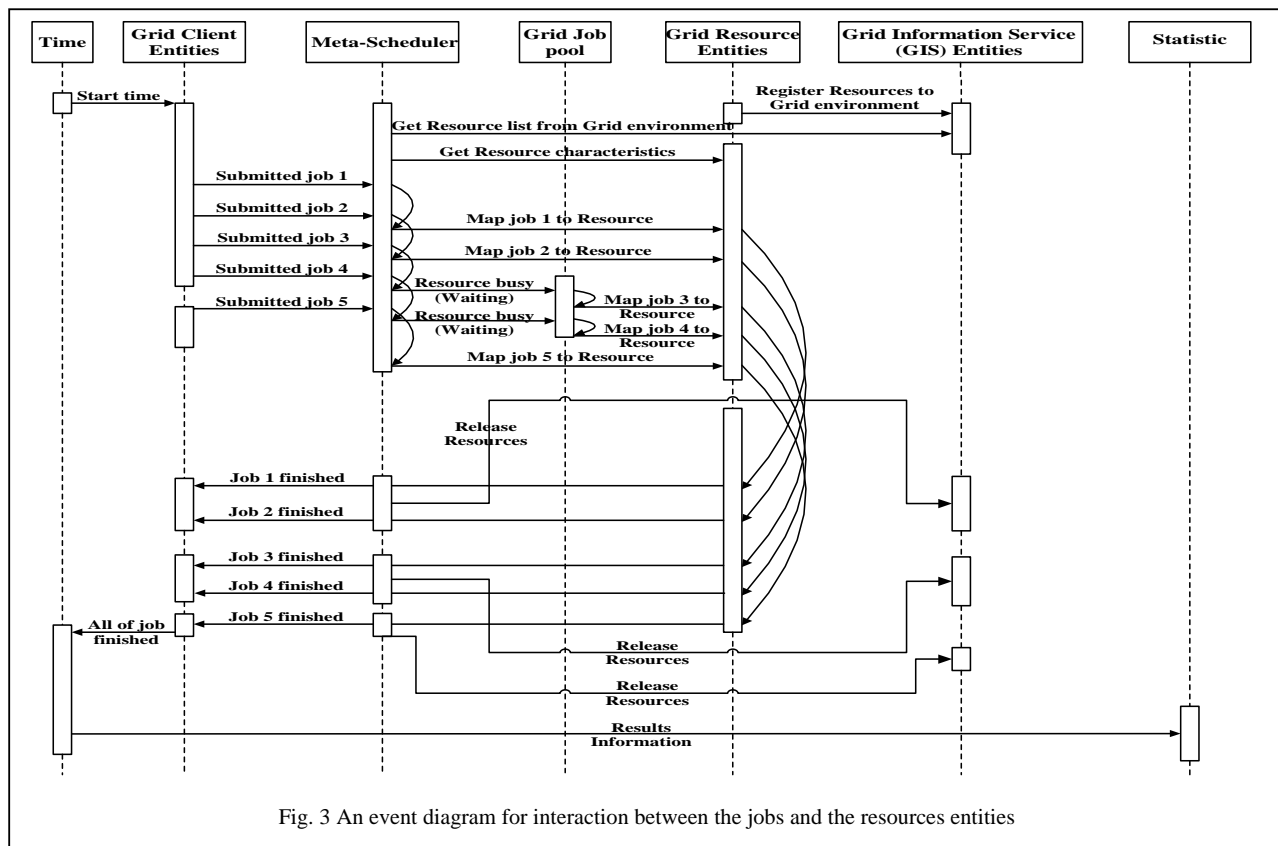 Time
Grid Client
Entities
Meta-Scheduler
Grid Job
pool
Grid Resource
Entities
Grid Information Service
(GIS) Entities
Statistic
Start time
Register Resources to
Grid environment
Get Resource list from Grid environment
Get Resource characteristics
Submitted job 1
Submitted job 2
Submitted job 3
Submitted job 4
Submitted job 5
Map job 1 to Resource
Map job 2 to Resource
Resource busy
(Waiting)
Map job 3 to
Resource
Resource busy
(Waiting)
Map job 4 to
Resource
Map job 5 to Resource
Release
Resources
Job 1 finished
Job 2 finished
Job 3 finished
Job 4 finished
Job 5 finished
All of job
finished
Release
Resources
Release
Resources
Results
Information
Fig. 3 An event diagram for interaction between the jobs and the resources entities